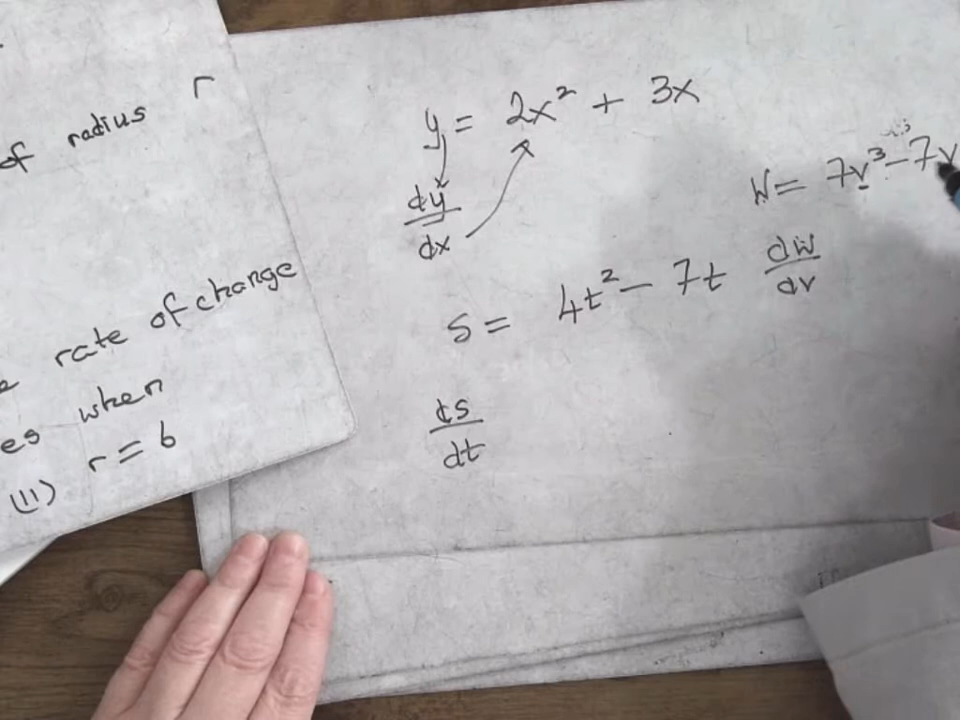 r
of radius
rate of change
es when
(11) r = 6
y = 2x² + 3x
dy
dx
W = 7v³ - 7v
dw
dv
s = 4t² - 7t
ds
dt